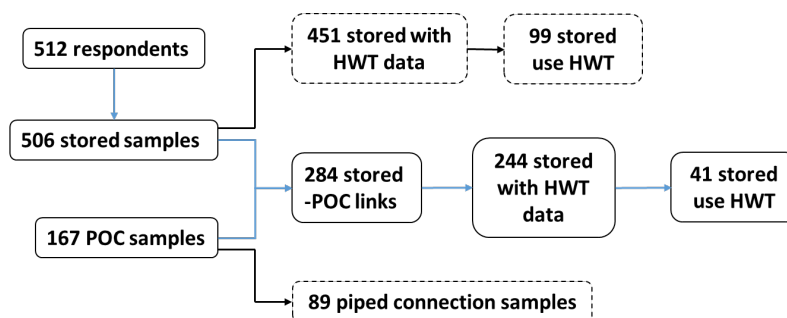 512 respondents
451 stored with
HWT data
99 stored
use HWT
506 stored samples
284 stored
-POC links
244 stored
with HWT
data
41 stored
use HWT
167 POC samples
89 piped connection samples